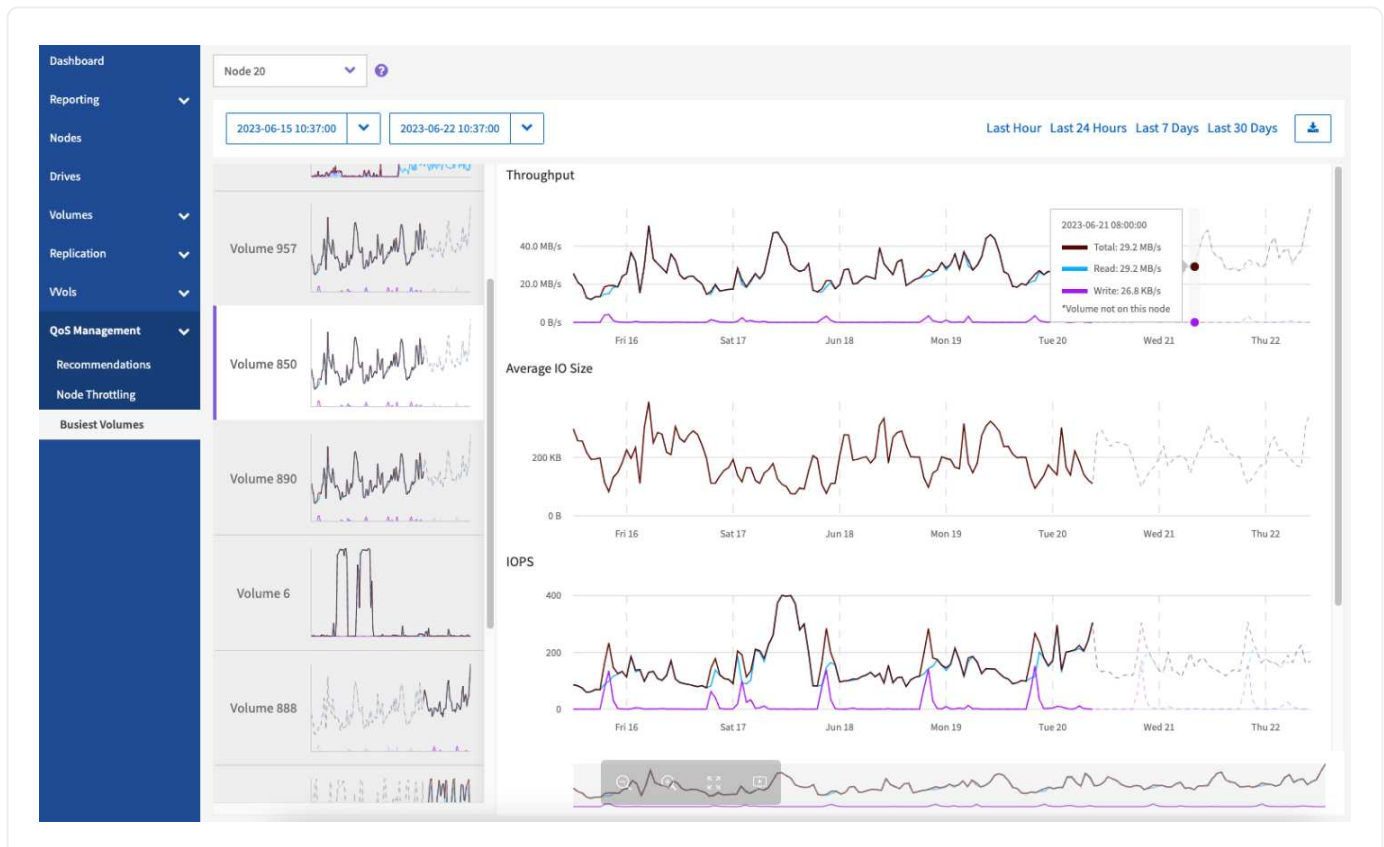 Dashboard
Reporting
Nodes
Drives
Volumes
Replication
VVols
QoS Management
Recommendations
Node Throttling
Busiest Volumes
Node 20
?
2023-06-15 10:37:00
2023-06-22 10:37:00
Last Hour Last 24 Hours Last 7 Days Last 30 Days
Volume 957
Volume 850
Volume 890
Volume 6
Volume 888
Throughput
40.0 MB/s
20.0 MB/s
0 B/s
2023-06-21 08:00:00
Total: 29.2 MB/s
Read: 29.2 MB/s
Write: 26.8 KB/s
*Volume not on this node
Fri 16 Sat 17 Jun 18 Mon 19 Tue 20 Wed 21 Thu 22
Average IO Size
200 KB
0 B
Fri 16 Sat 17 Jun 18 Mon 19 Tue 20 Wed 21 Thu 22
IOPS
400
200
0
Fri 16 Sat 17 Jun 18 Mon 19 Tue 20 Wed 21 Thu 22